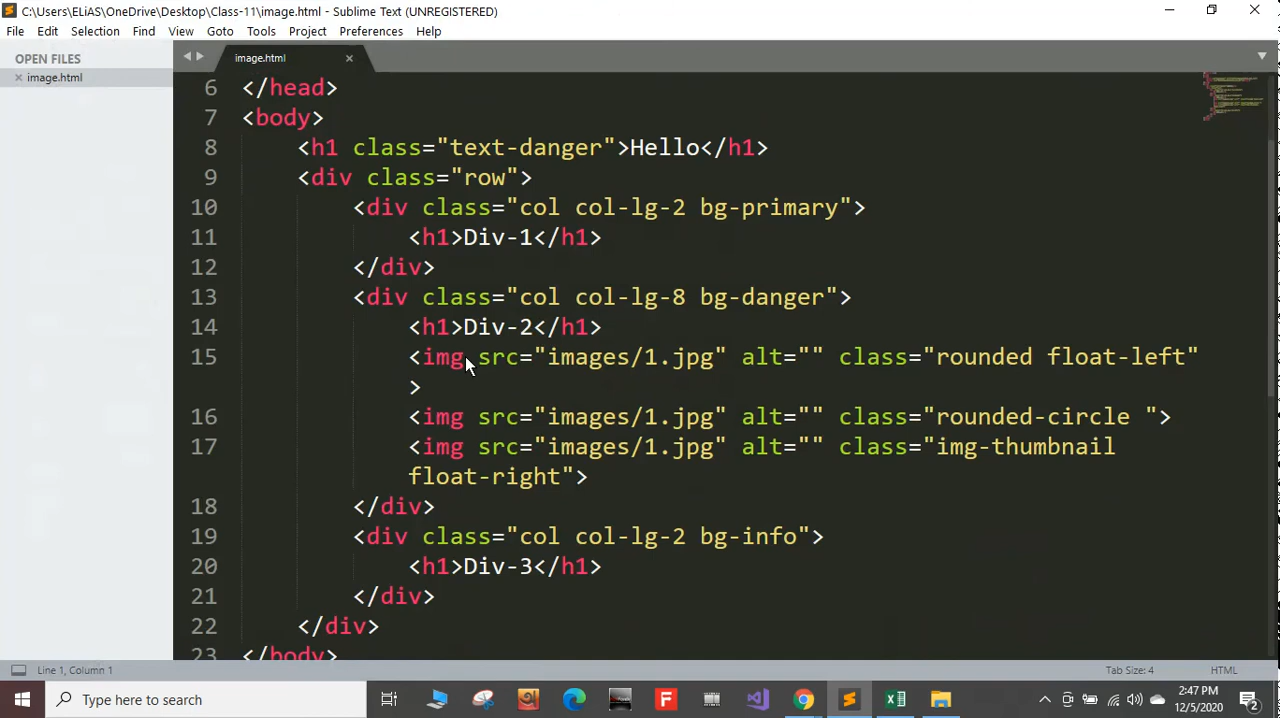 C:\Users\ELiAS\OneDrive\Desktop\Class-11\image.html - Sublime Text (UNREGISTERED)
File Edit Selection Find View Goto Tools Project Preferences Help
OPEN FILES
image.html
image.html
6 </head>
7 <body>
8 <h1 class="text-danger">Hello</h1>
9 <div class="row">
10 <div class="col col-lg-2 bg-primary">
11 <h1>Div-1</h1>
12 </div>
13 <div class="col col-lg-8 bg-danger">
14 <h1>Div-2</h1>
15 <img src="images/1.jpg" alt="" class="rounded float-left"
>
16 <img src="images/1.jpg" alt="" class="rounded-circle ">
17 <img src="images/1.jpg" alt="" class="img-thumbnail
float-right">
18 </div>
19 <div class="col col-lg-2 bg-info">
20 <h1>Div-3</h1>
21 </div>
22 </div>
23 </body>
Line 1, Column 1
Tab Size: 4
HTML
Type here to search
2:47 PM
12/5/2020
2